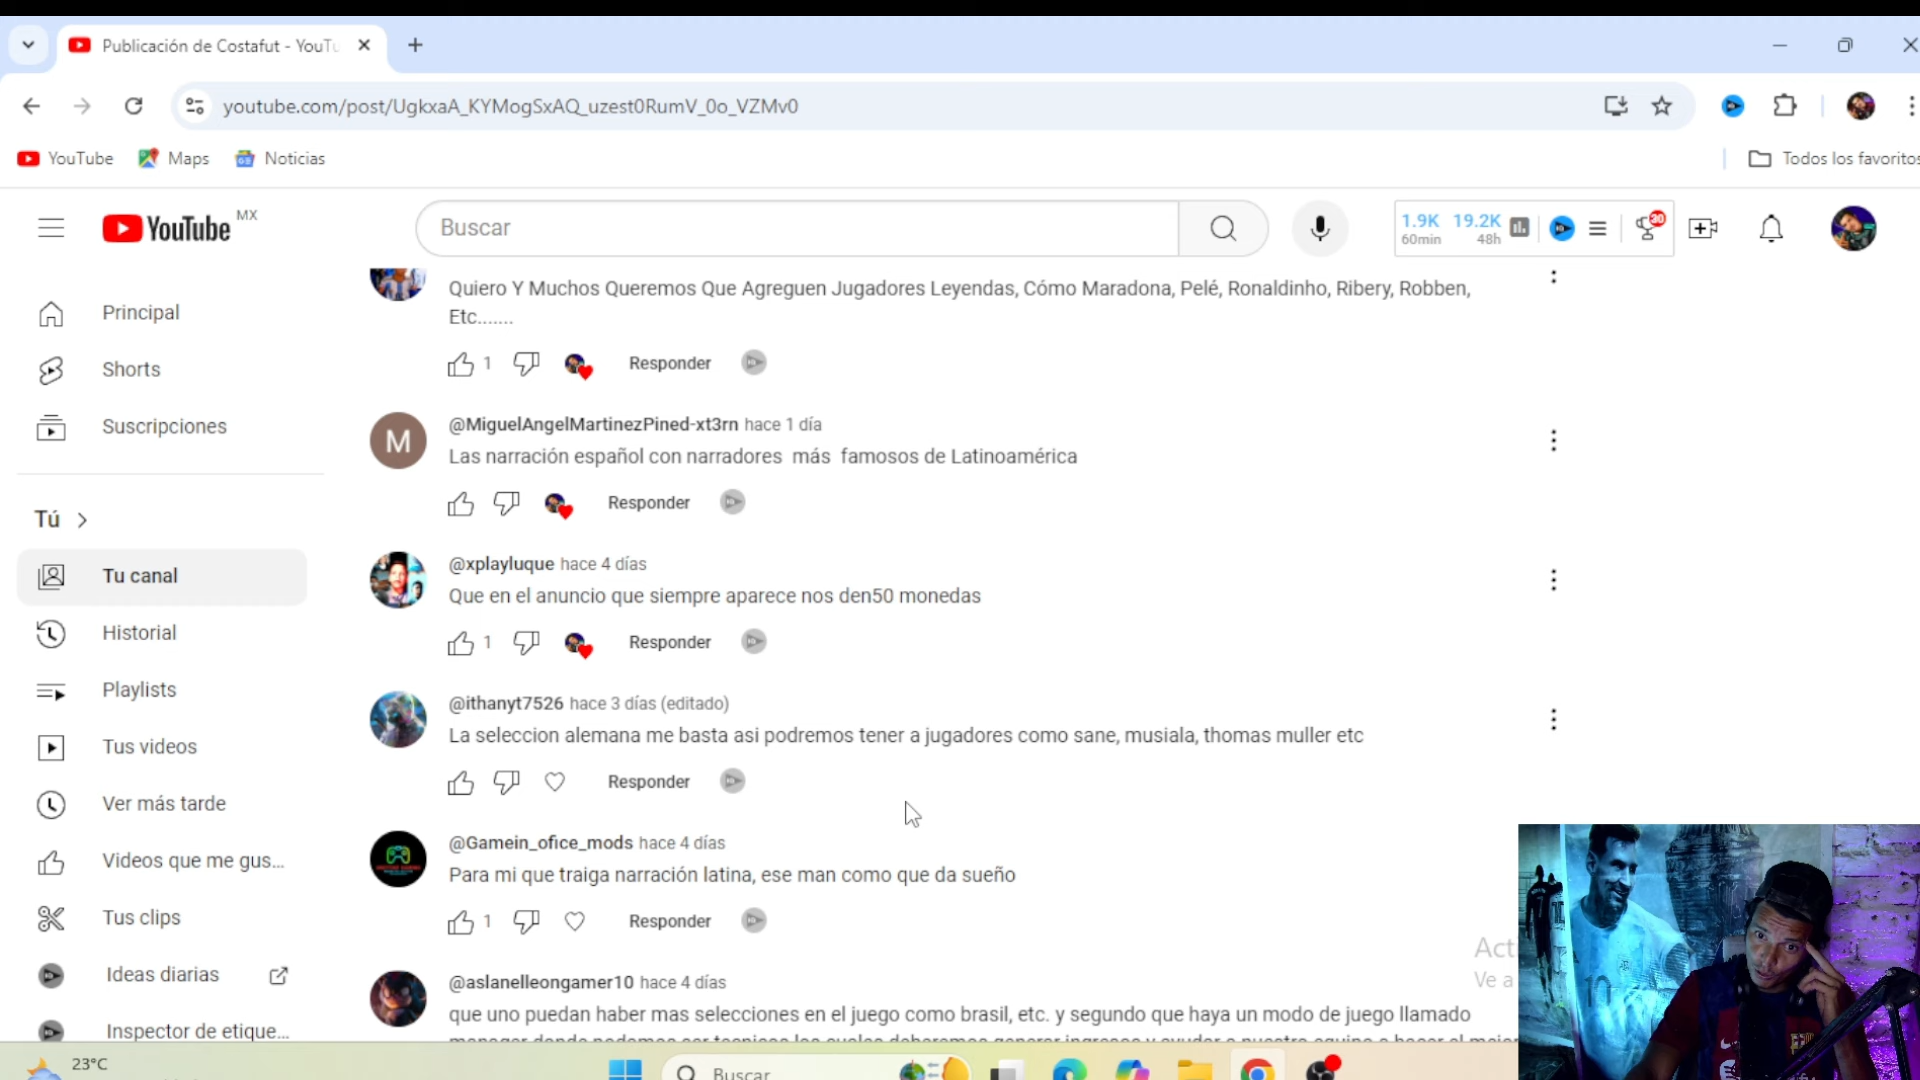 Publicación de Costafut - YouTu
youtube.com/post/UgkxaA_KYMogSxAQ_uzest0RumV_0o_VZMv0
YouTube
Maps
Noticias
Todos los favoritos
YouTube MX
Buscar
1.9K 19.2K
60min 48h
30
Principal
Shorts
Suscripciones
Tú
Tu canal
Historial
Playlists
Tus videos
Ver más tarde
Videos que me gus...
Tus clips
Ideas diarias
Inspector de etique...
Quiero Y Muchos Queremos Que Agreguen Jugadores Leyendas, Cómo Maradona, Pelé, Ronaldinho, Ribery, Robben,
Etc.......
1 Responder
M
@MiguelAngelMartinezPined-xt3rn hace 1 día
Las narración español con narradores más famosos de Latinoamérica
Responder
@xplayluque hace 4 días
Que en el anuncio que siempre aparece nos den50 monedas
1 Responder
@ithanyt7526 hace 3 días (editado)
La seleccion alemana me basta asi podremos tener a jugadores como sane, musiala, thomas muller etc
Responder
@Gamein_ofice_mods hace 4 días
Para mi que traiga narración latina, ese man como que da sueño
1 Responder
@aslanelleongamer10 hace 4 días
que uno puedan haber mas selecciones en el juego como brasil, etc. y segundo que haya un modo de juego llamado
Act
Ve a
23°C
Buscar